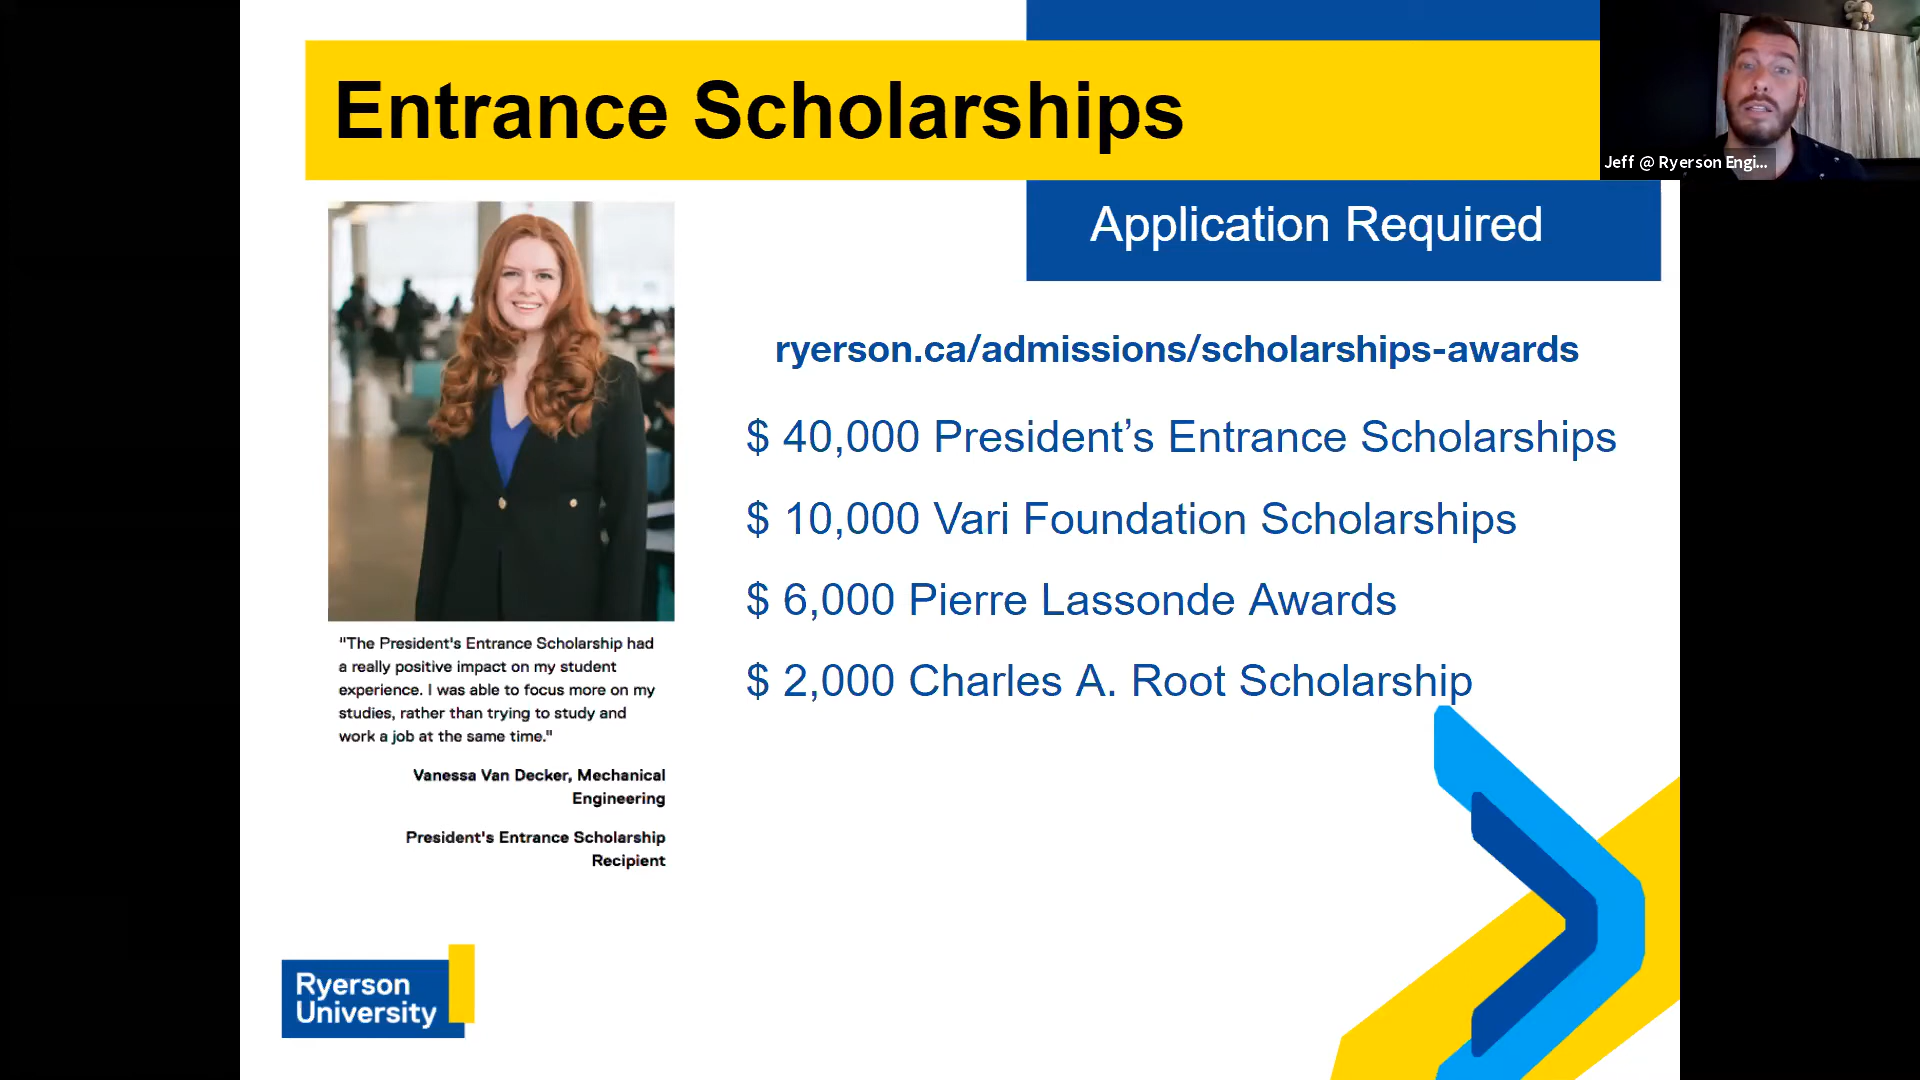 Entrance Scholarships
Jeff @ Ryerson Engi...
Application Required
ryerson.ca/admissions/scholarships-awards
$ 40,000 President’s Entrance Scholarships
$ 10,000 Vari Foundation Scholarships
$ 6,000 Pierre Lassonde Awards
$ 2,000 Charles A. Root Scholarship
"The President's Entrance Scholarship had
a really positive impact on my student
experience. I was able to focus more on my
studies, rather than trying to study and
work a job at the same time."
Vanessa Van Decker, Mechanical
Engineering
President's Entrance Scholarship
Recipient
Ryerson
University